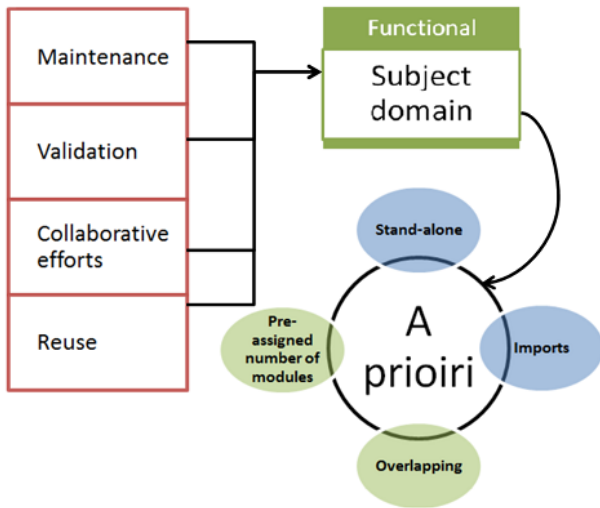 Maintenance
Validation
Collaborative
efforts
Reuse
Functional
Subject
domain
Stand-alone
Pre-
assigned
number of
modules
A
prioiri
Imports
Overlapping